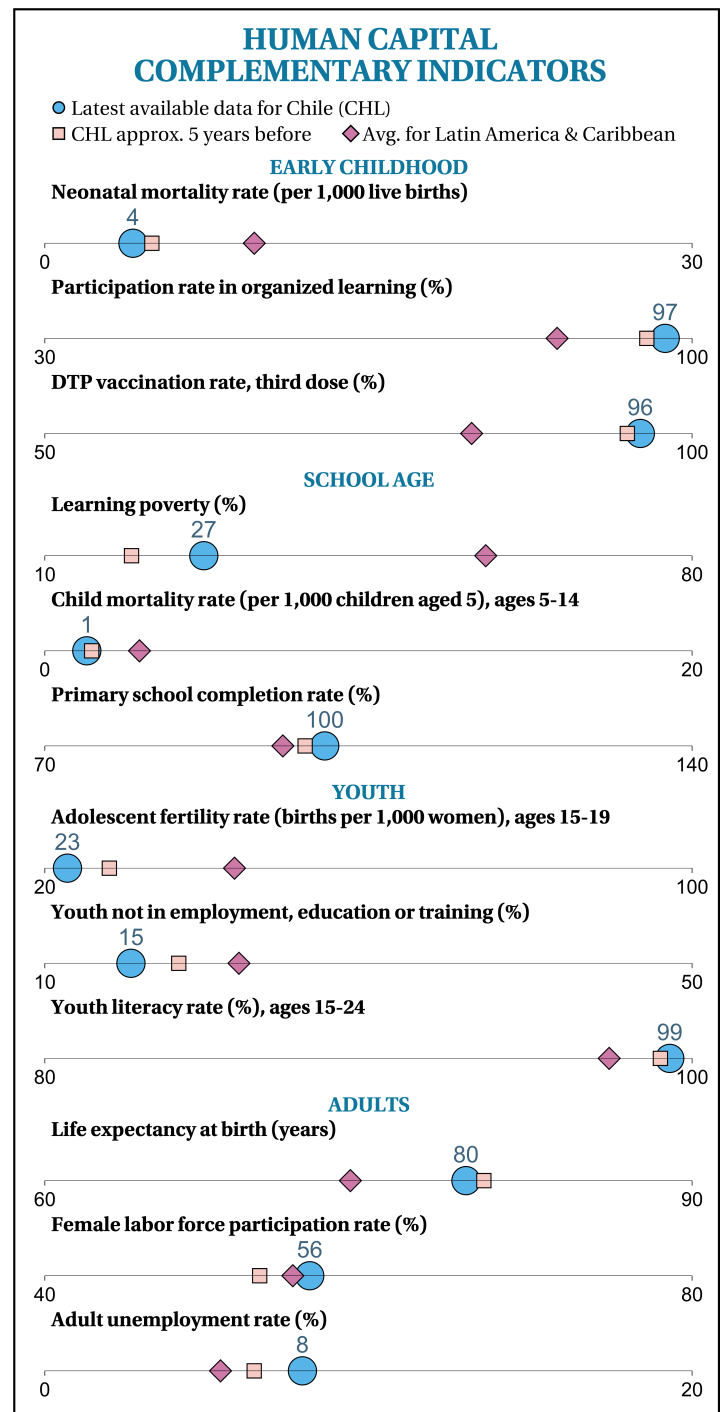 HUMAN CAPITAL
COMPLEMENTARY INDICATORS
Latest available data for Chile (CHL)
CHL approx. 5 years before Avg. for Latin America & Caribbean
EARLY CHILDHOOD
Neonatal mortality rate (per 1,000 live births)
4
0 30
Participation rate in organized learning (%)
97
30 100
DTP vaccination rate, third dose (%)
96
50 100
SCHOOL AGE
Learning poverty (%)
27
10 80
Child mortality rate (per 1,000 children aged 5), ages 5-14
1
0 20
Primary school completion rate (%)
100
70 140
YOUTH
Adolescent fertility rate (births per 1,000 women), ages 15-19
23
20 100
Youth not in employment, education or training (%)
15
10 50
Youth literacy rate (%), ages 15-24
99
80 100
ADULTS
Life expectancy at birth (years)
80
60 90
Female labor force participation rate (%)
56
40 80
Adult unemployment rate (%)
8
0 20